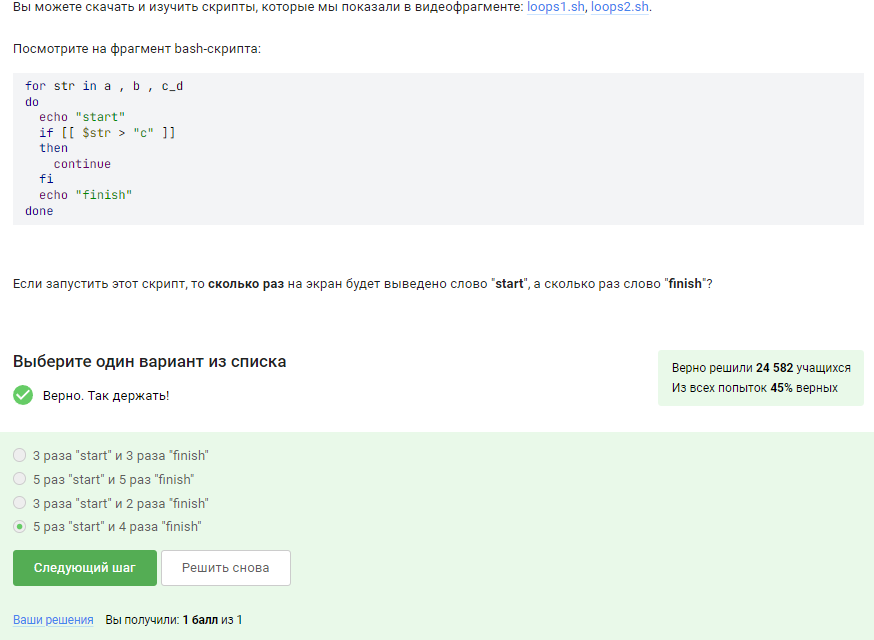 Вы можете скачать и изучить скрипты, которые мы показали в видеофрагменте: loops1.sh, loops2.sh.
Посмотрите на фрагмент bash-скрипта:
for str in a , b , c_d
do
  echo "start"
  if [[ $str > "c" ]]
  then
    continue
  fi
  echo "finish"
done
Если запустить этот скрипт, то сколько раз на экран будет выведено слово "start", а сколько раз слово "finish"?
Выберите один вариант из списка
Верно. Так держать!
Верно решили 24 582 учащихся
Из всех попыток 45% верных
3 раза "start" и 3 раза "finish"
5 раз "start" и 5 раз "finish"
3 раза "start" и 2 раза "finish"
5 раз "start" и 4 раза "finish"
Следующий шаг Решить снова
Ваши решения Вы получили: 1 балл из 1